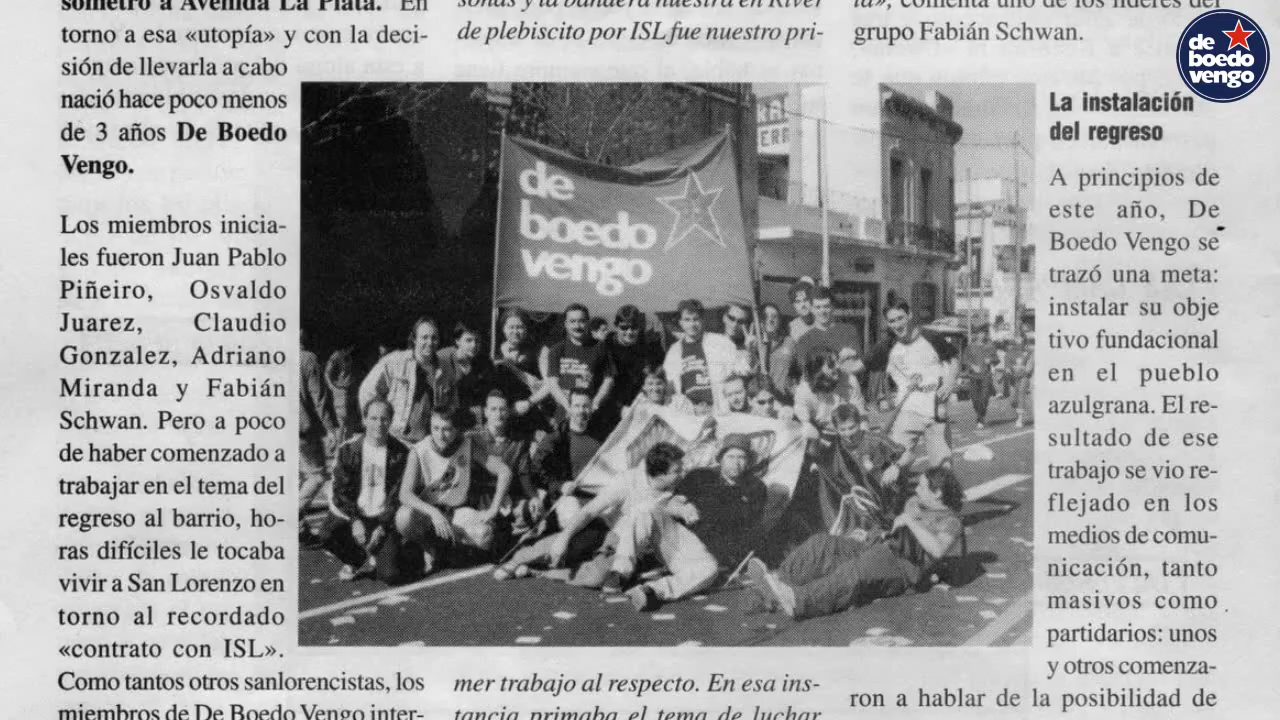 sometro a Avenida La Plata. En
torno a esa «utopía» y con la deci-
sión de llevarla a cabo
nació hace poco menos
de 3 años De Boedo
Vengo.
Los miembros inicia-
les fueron Juan Pablo
Piñeiro, Osvaldo
Juarez, Claudio
Gonzalez, Adriano
Miranda y Fabián
Schwan. Pero a poco
de haber comenzado a
trabajar en el tema del
regreso al barrio, ho-
ras difíciles le tocaba
vivir a San Lorenzo en
torno al recordado
«contrato con ISL».
Como tantos otros sanlorencistas, los
miembros de De Boedo Vengo inter-
sonas y la bandera nuestra en River
de plebiscito por ISL fue nuestro pri-
de
boedo
vengo
mer trabajo al respecto. En esa ins-
tancia primaba el tema de luchar
comenta uno de los líderes del
grupo Fabián Schwan.
La instalación
del regreso
A principios de
este año, De
Boedo Vengo se
trazó una meta:
instalar su obje
tivo fundacional
en el pueblo
azulgrana. El re-
sultado de ese
trabajo se vio re-
flejado en los
medios de comu-
nicación, tanto
masivos como
partidarios: unos
y otros comenza-
ron a hablar de la posibilidad de
de
boedo
vengo